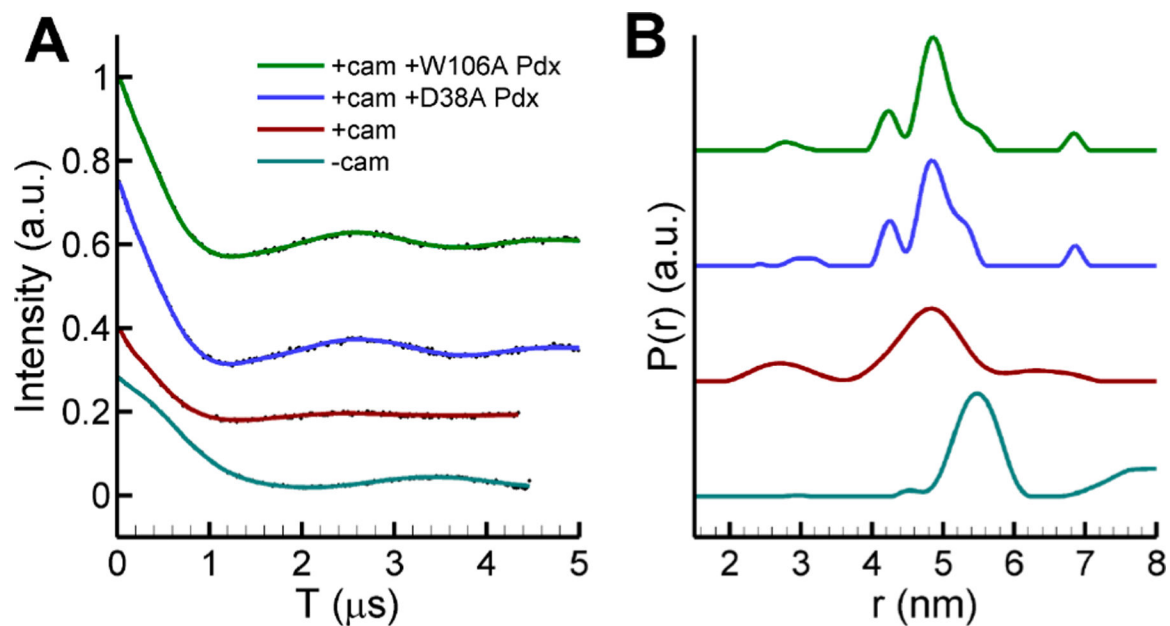 A
Intensity (a.u.)
1
0.8
0.6
0.4
0.2
0
+cam +W106A Pdx
+cam +D38A Pdx
+cam
-cam
0 1 2 3 4 5
T (μs)
B
P(r) (a.u.)
2 3 4 5 6 7 8
r (nm)